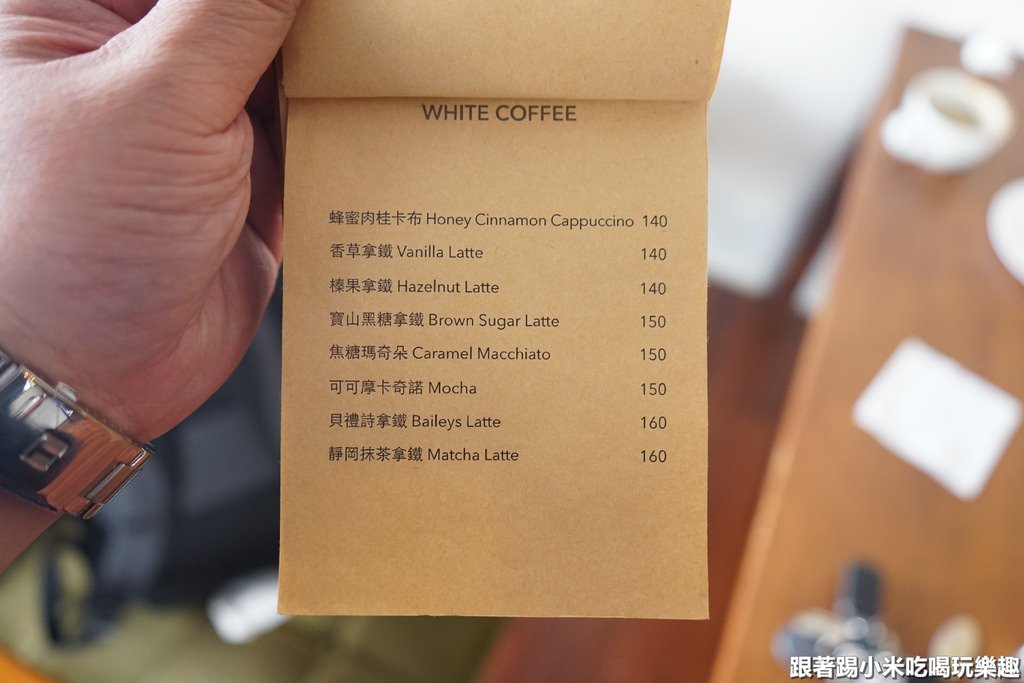 WHITE COFFEE
蜂蜜肉桂卡布 Honey Cinnamon Cappuccino 140
香草拿鐵 Vanilla Latte 140
榛果拿鐵 Hazelnut Latte 140
寶山黑糖拿鐵 Brown Sugar Latte 150
焦糖瑪奇朵 Caramel Macchiato 150
可可摩卡奇諾 Mocha 150
貝禮詩拿鐵 Baileys Latte 160
靜岡抹茶拿鐵 Matcha Latte 160
跟著踢小米吃喝玩樂趣